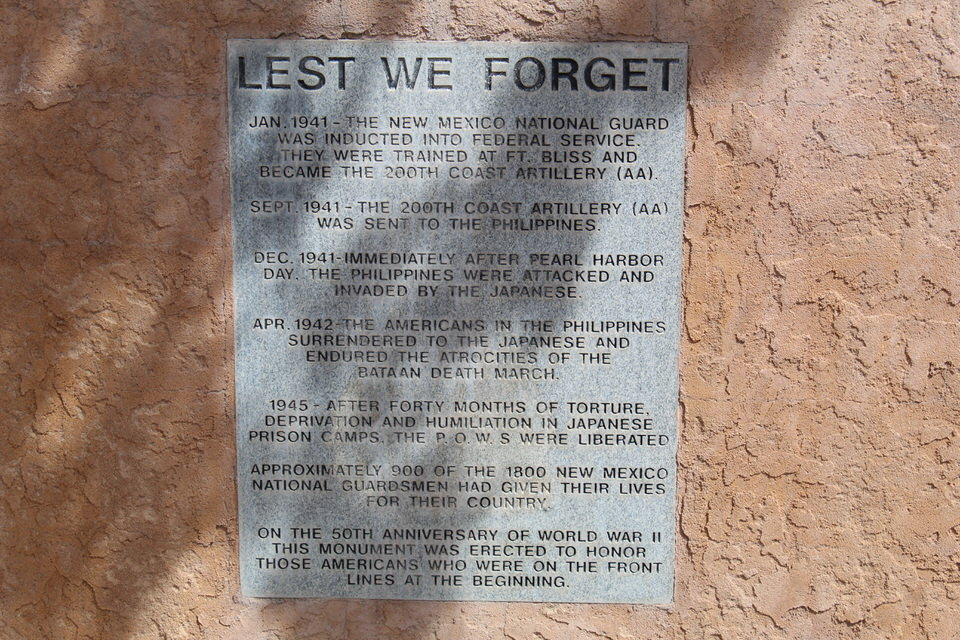 LEST WE FORGET
JAN. 1941 - THE NEW MEXICO NATIONAL GUARD
WAS INDUCTED INTO FEDERAL SERVICE.
THEY WERE TRAINED AT FT. BLISS AND
BECAME THE 200TH COAST ARTILLERY (AA).
SEPT. 1941 - THE 200TH COAST ARTILLERY (AA)
WAS SENT TO THE PHILIPPINES.
DEC. 1941-IMMEDIATELY AFTER PEARL HARBOR
DAY. THE PHILIPPINES WERE ATTACKED AND
INVADED BY THE JAPANESE.
APR. 1942-THE AMERICANS IN THE PHILIPPINES
SURRENDERED TO THE JAPANESE AND
ENDURED THE ATROCITIES OF THE
BATAAN DEATH MARCH.
1945 - AFTER FORTY MONTHS OF TORTURE,
DEPRIVATION AND HUMILIATION IN JAPANESE
PRISON CAMPS. THE P.O.W.S WERE LIBERATED
APPROXIMATELY 900 OF THE 1800 NEW MEXICO
NATIONAL GUARDSMEN HAD GIVEN THEIR LIVES
FOR THEIR COUNTRY.
ON THE 50TH ANNIVERSARY OF WORLD WAR II
THIS MONUMENT WAS ERECTED TO HONOR
THOSE AMERICANS WHO WERE ON THE FRONT
LINES AT THE BEGINNING.